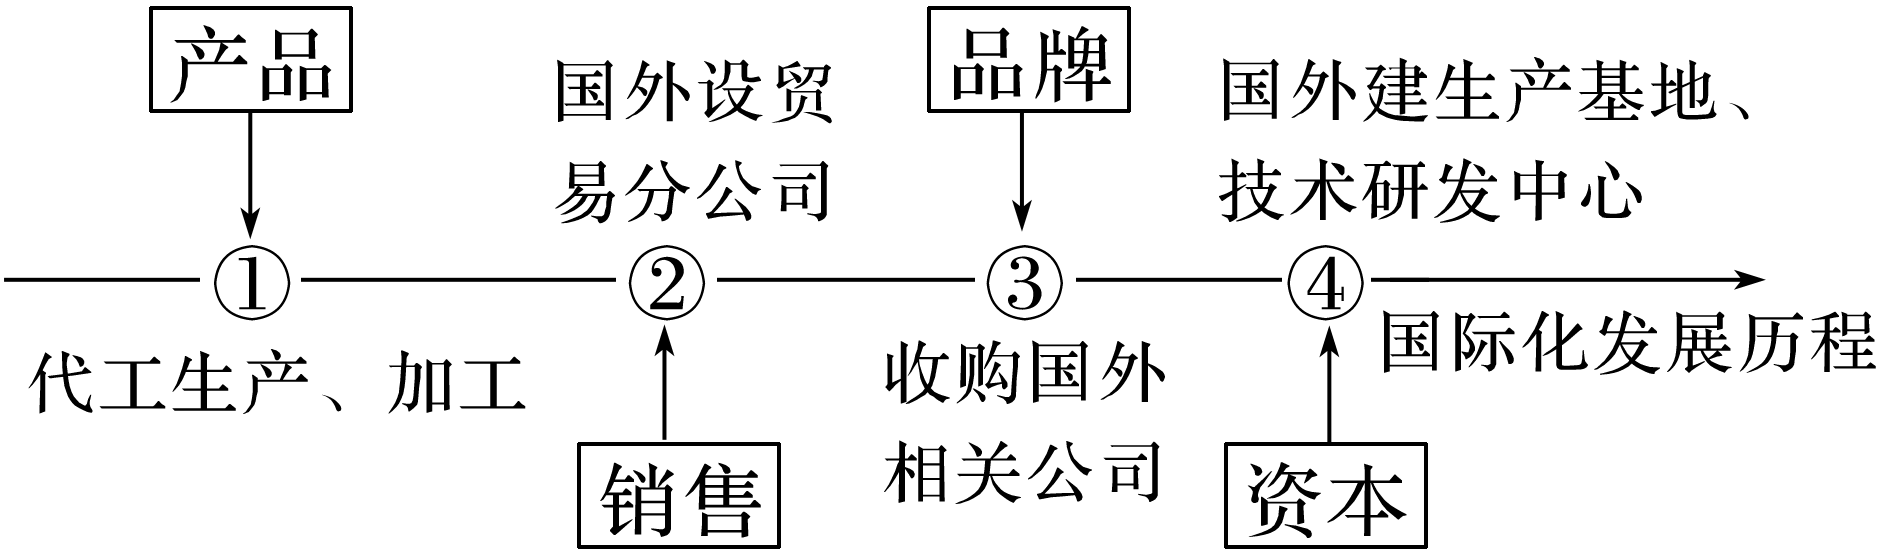 产品
国外设贸
易分公司
品牌
国外建生产基地、
技术研发中心
①
②
③
④
代工生产、加工
销售
收购国外
相关公司
资本
国际化发展历程